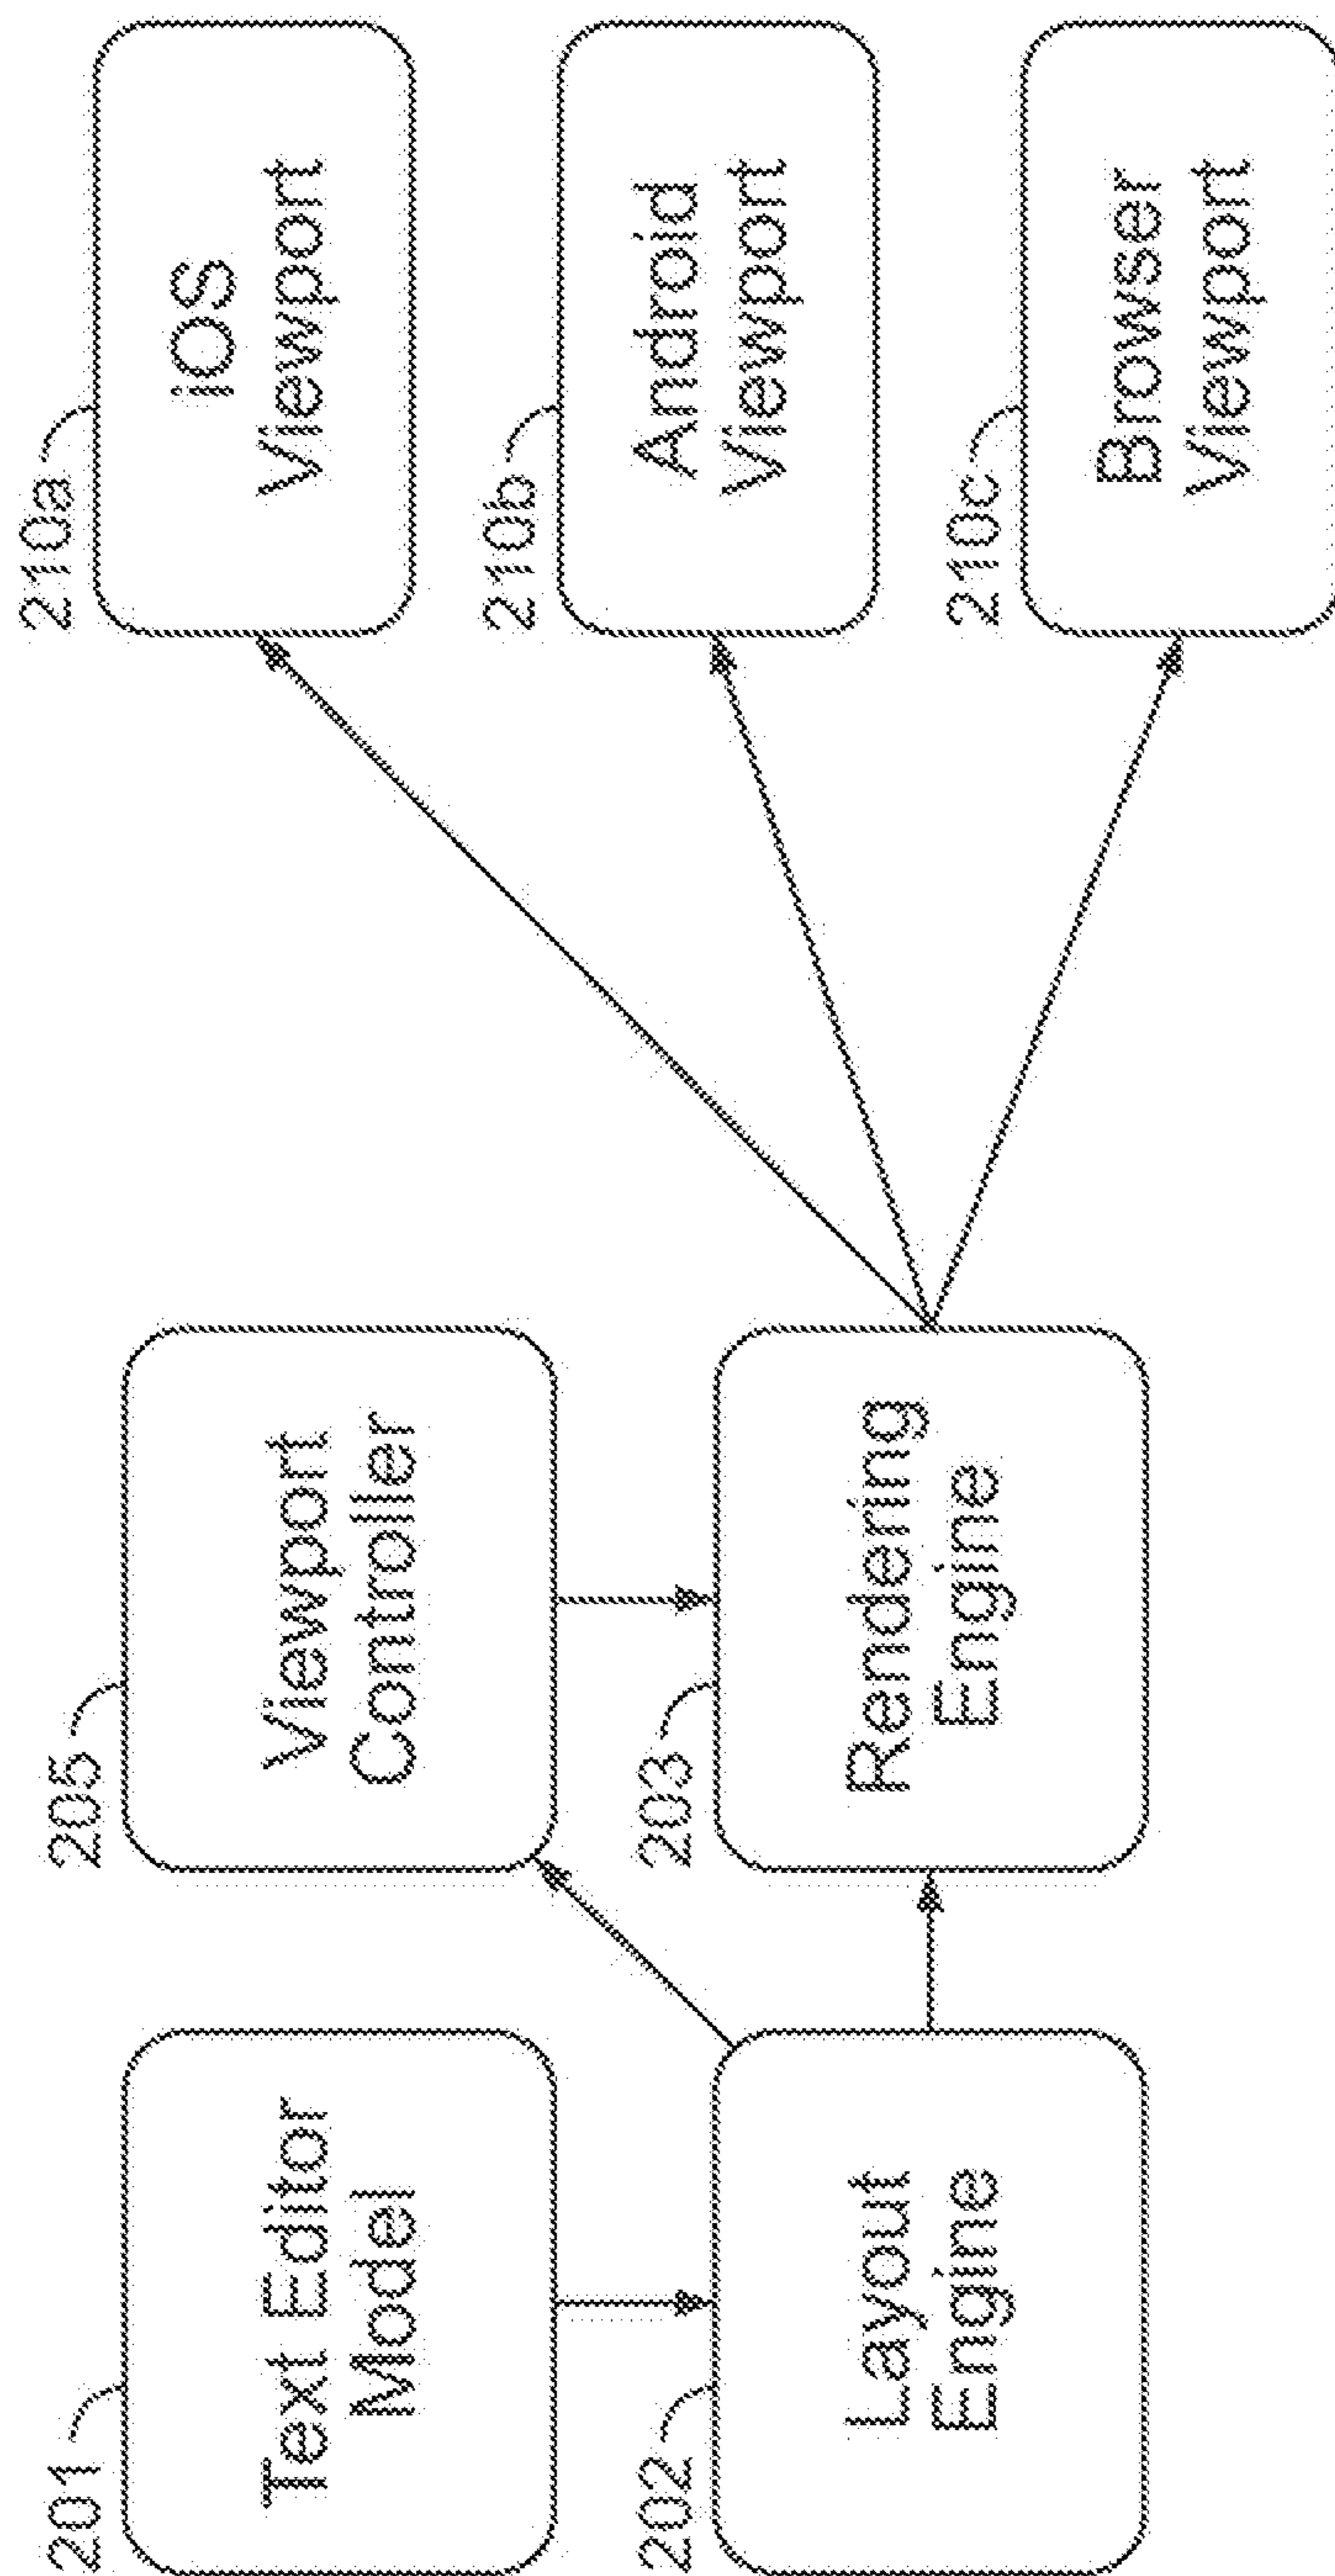 201
Text Editor
Model
205
Viewport
Controller
210a
iOS
Viewport
202
Layout
Engine
203
Rendering
Engine
210b
Android
Viewport
210c
Browser
Viewport